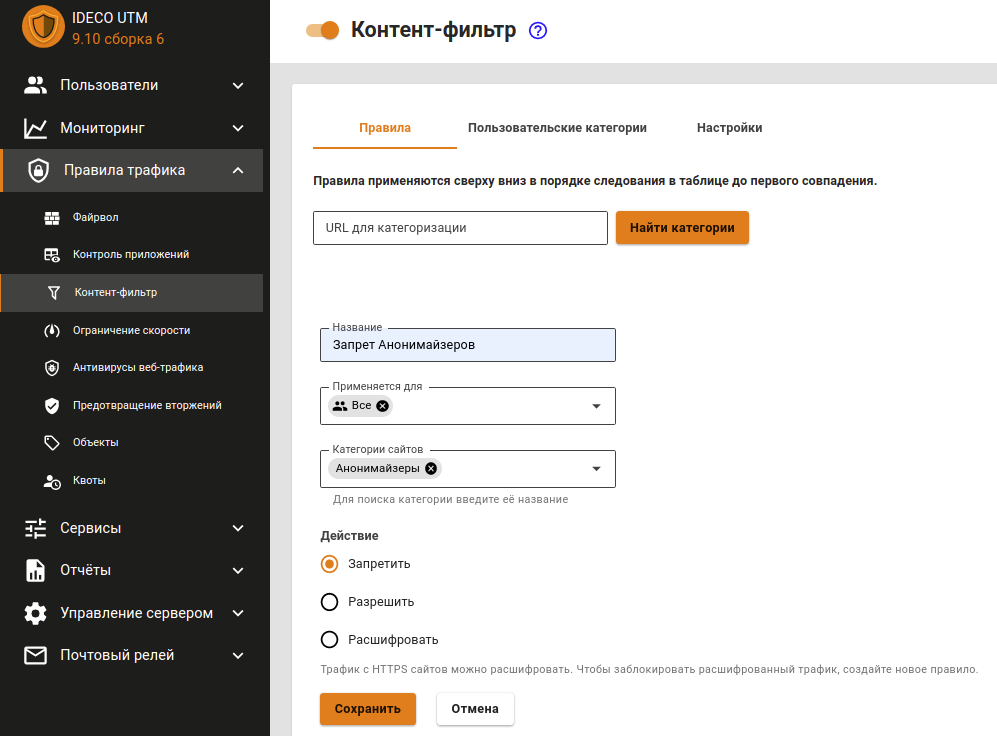 IDECO UTM
9.10 сборка 6
Пользователи
Мониторинг
Правила трафика
Файрвол
Контроль приложений
Контент-фильтр
Ограничение скорости
Антивирусы веб-трафика
Предотвращение вторжений
Объекты
Квоты
Сервисы
Отчёты
Управление сервером
Почтовый релей
Контент-фильтр ?
Правила Пользовательские категории Настройки
Правила применяются сверху вниз в порядке следования в таблице до первого совпадения.
URL для категоризации Найти категории
Название
Запрет Анонимайзеров
Применяется для
Все
Категории сайтов
Анонимайзеры
Для поиска категории введите её название
Действие
Запретить
Разрешить
Расшифровать
Трафик с HTTPS сайтов можно расшифровать. Чтобы заблокировать расшифрованный трафик, создайте новое правило.
Сохранить Отмена